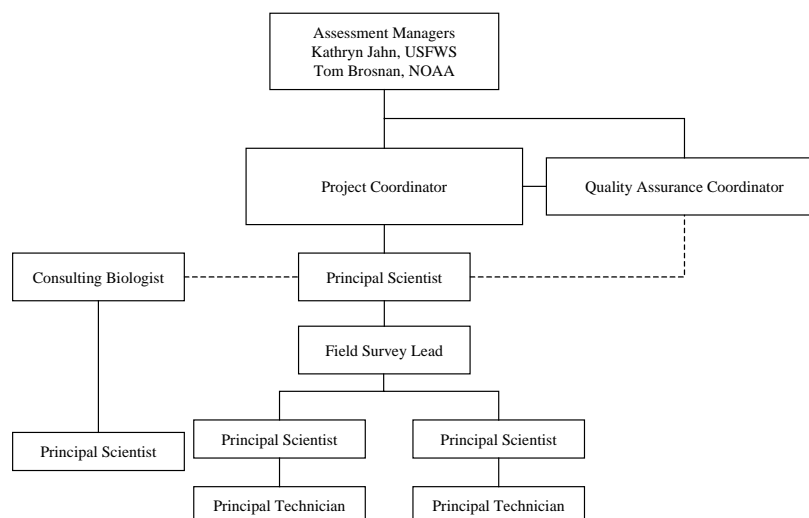 Assessment Managers
Kathryn Jahn, USFWS
Tom Brosnan, NOAA
Project Coordinator
Quality Assurance Coordinator
Consulting Biologist
Principal Scientist
Field Survey Lead
Principal Scientist
Principal Scientist
Principal Scientist
Principal Technician
Principal Technician